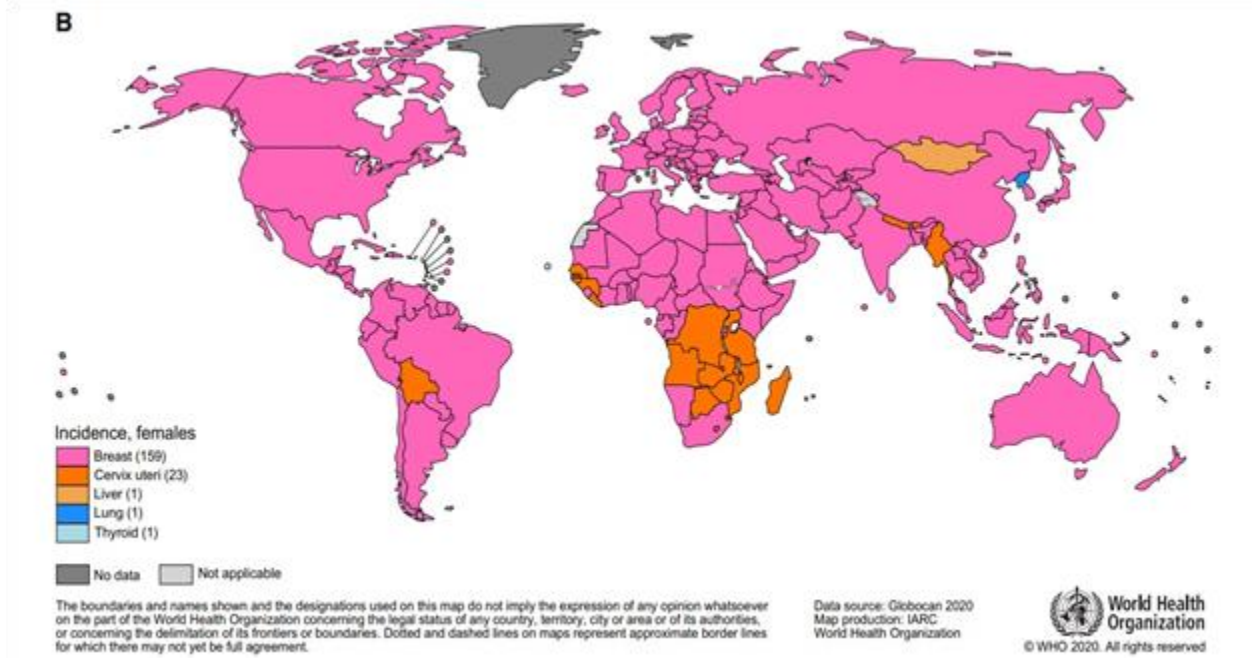 B
Incidence, females
Breast (159)
Cervix uteri (23)
Liver (1)
Lung (1)
Thyroid (1)
No data
Not applicable
The boundaries and names shown and the designations used on this map do not imply the expression of any opinion whatsoever
on the part of the World Health Organization concerning the legal status of any country, territory, city or area or of its authorities,
or concerning the delimitation of its frontiers or boundaries. Dotted and dashed lines on maps represent approximate border lines
for which there may not yet be full agreement.
Data source: Globocan 2020
Map production: IARC
World Health Organization
World Health
Organization
© WHO 2020. All rights reserved